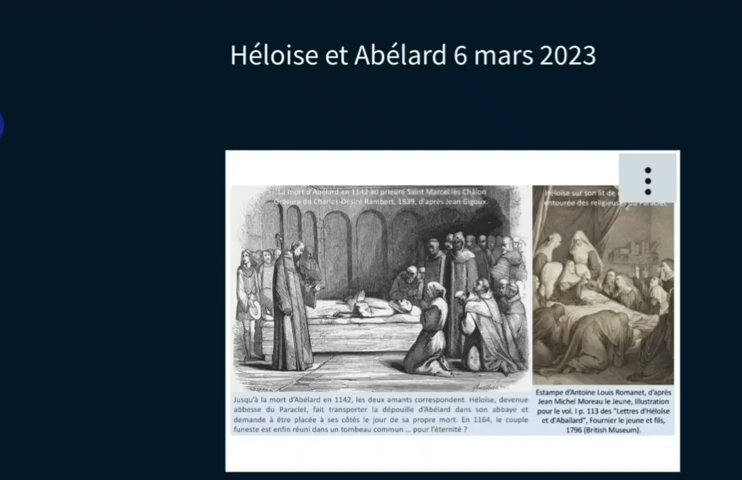 Héloise et Abélard 6 mars 2023
La mort d'Abélard en 1142 au prieuré Saint Marcel lès Châlon
Gravure de Charles-Désiré Rambert, 1839, d'après Jean Gigoux.
Héloise sur son lit de
entourée des religieuses du Paraclet
Jusqu'à la mort d'Abélard en 1142, les deux amants correspondent. Héloïse, devenue
abbesse du Paraclet, fait transporter la dépouille d'Abélard dans son abbaye et
demande à être placée à ses côtés le jour de sa propre mort. En 1164, le couple
funeste est enfin réuni dans un tombeau commun ... pour l'éternité ?
Estampe d'Antoine Louis Romanet, d'après
Jean Michel Moreau le Jeune, Illustration
pour le vol. I p. 113 des "Lettres d'Héloïse
et d'Abailard", Fournier le jeune et fils,
1796 (British Museum).